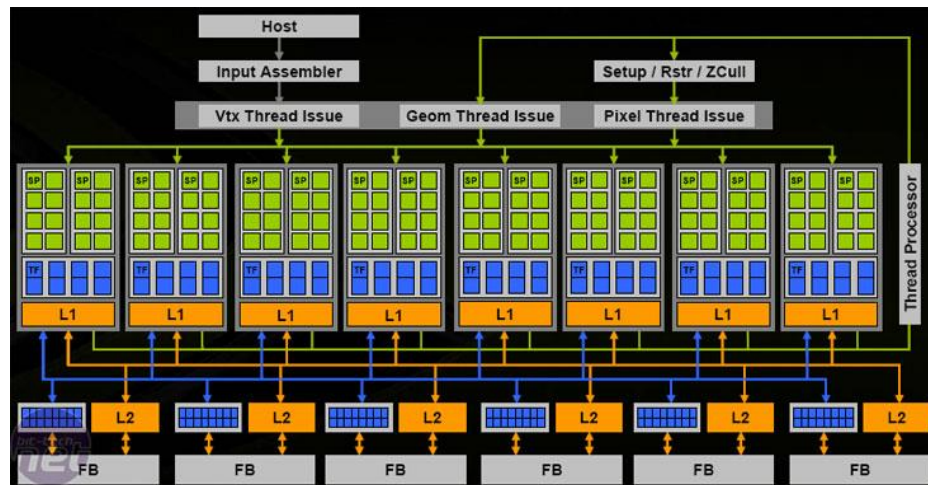 Host
Input Assembler
Setup / Rstr / ZCull
Vtx Thread Issue
Geom Thread Issue
Pixel Thread Issue
SP SP SP SP SP SP SP SP SP SP SP SP SP SP SP SP
Thread Processor
TF TF TF TF TF TF TF TF
L1 L1 L1 L1 L1 L1 L1 L1
L2 L2 L2 L2 L2 L2
bit-tech
net
FB FB FB FB FB FB